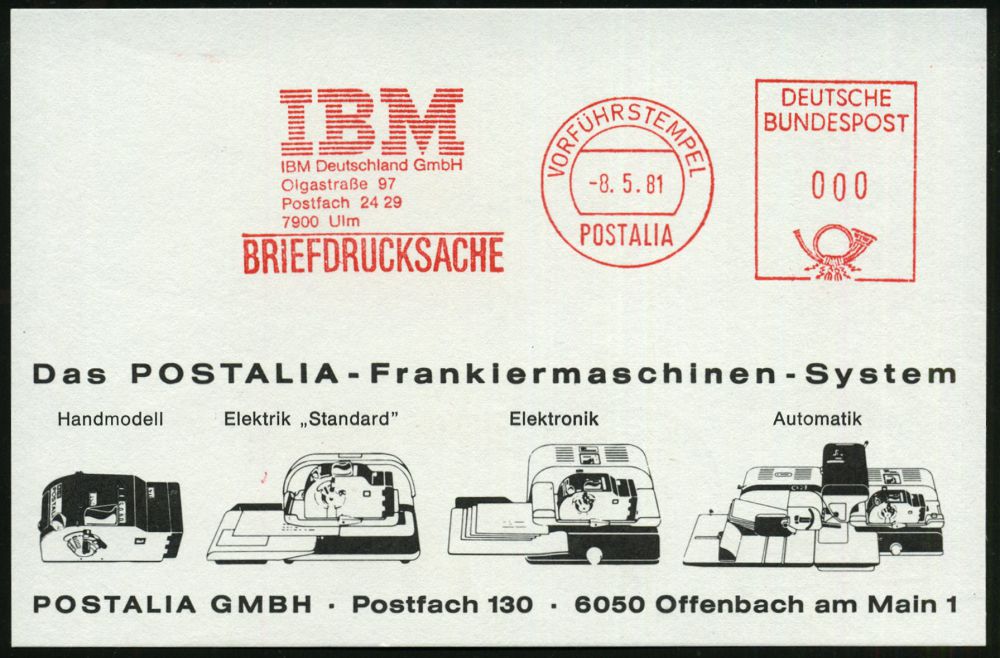 IBM
IBM Deutschland GmbH
Olgastraße 97
Postfach 24 29
7900 Ulm
BRIEFDRUCKSACHE
VORFÜHRSTEMPEL
-8. 5. 81
POSTALIA
DEUTSCHE
BUNDESPOST
000
Das POSTALIA-Frankiermaschinen-System
Handmodell Elektrik „Standard” Elektronik Automatik
POSTALIA
POSTALIA GMBH · Postfach 130 · 6050 Offenbach am Main 1